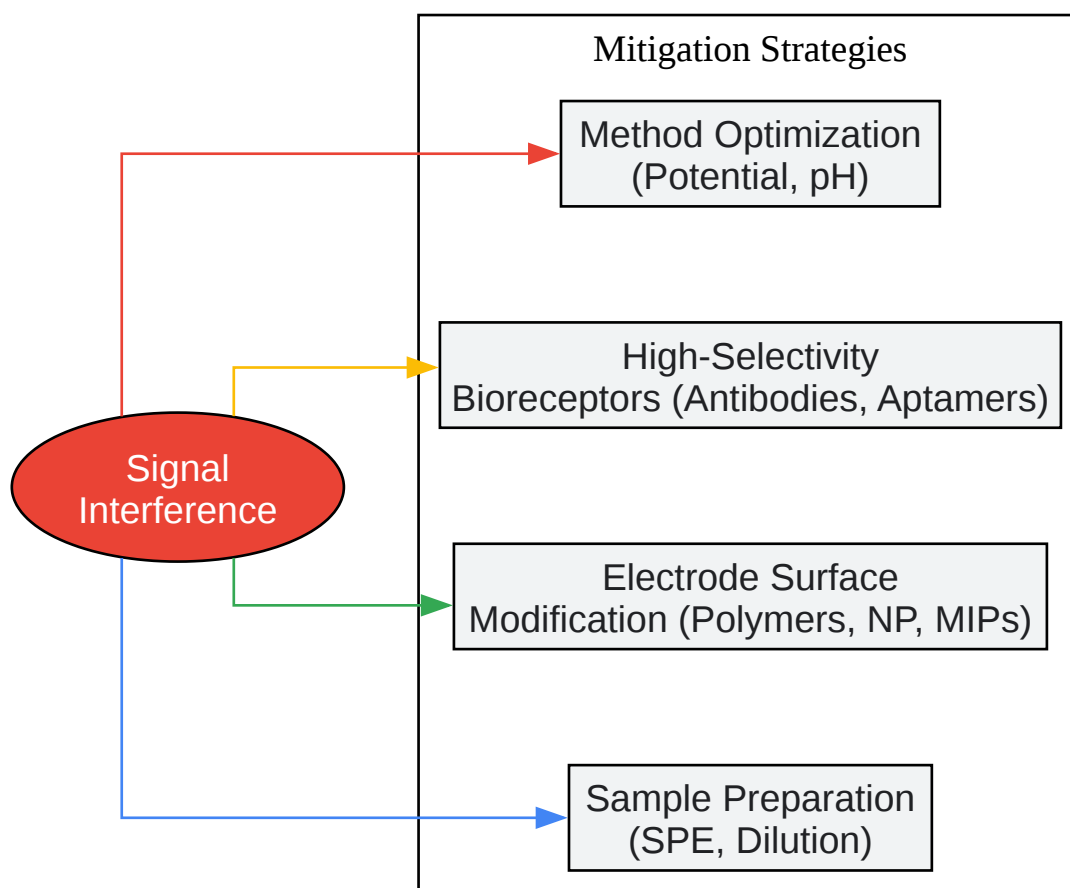 Mitigation Strategies
Method Optimization
(Potential, pH)
High-Selectivity
Bioreceptors (Antibodies, Aptamers)
Signal
Interference
Electrode Surface
Modification (Polymers, NP, MIPs)
Sample Preparation
(SPE, Dilution)